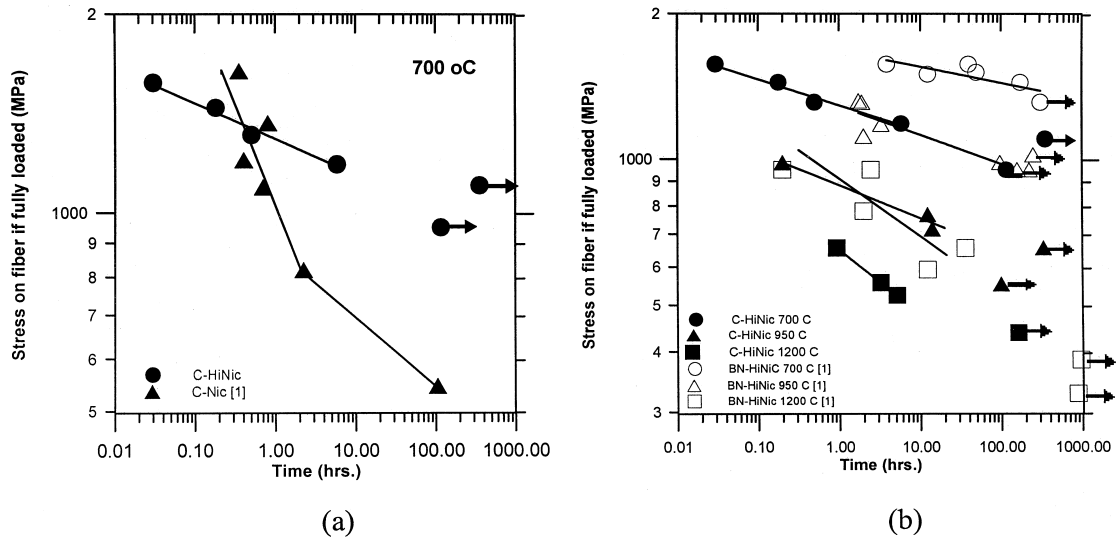 2
1000
9
8
7
6
5
Stress on fiber if fully loaded (MPa)
700 oC
C-HiNic
C-Nic [1]
0.01 0.10 1.00 10.00 100.00 1000.00
Time (hrs.)
(a)
2
1000
9
8
7
6
5
4
3
Stress on fiber if fully loaded (MPa)
C-HiNic 700 C
C-HiNic 950 C
C-HiNic 1200 C
BN-HiNiC 700 C [1]
BN-HiNic 950 C [1]
BN-HiNic 1200 C [1]
0.01 0.10 1.00 10.00 100.00 1000.00
Time (hrs.)
(b)